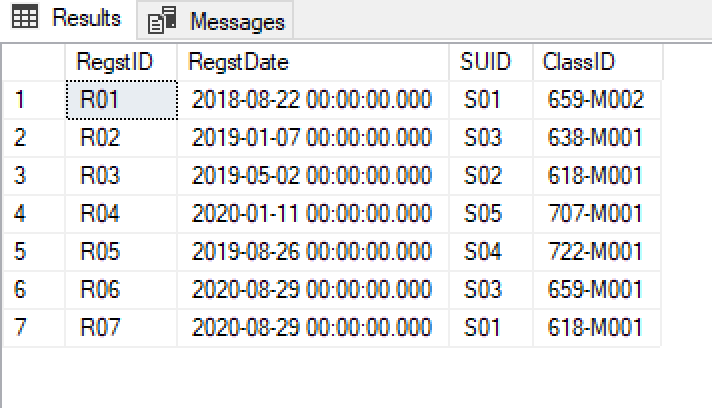 Results Messages
RegstID RegstDate SUID ClassID
1 R01 2018-08-22 00:00:00.000 S01 659-M002
2 R02 2019-01-07 00:00:00.000 S03 638-M001
3 R03 2019-05-02 00:00:00.000 S02 618-M001
4 R04 2020-01-11 00:00:00.000 S05 707-M001
5 R05 2019-08-26 00:00:00.000 S04 722-M001
6 R06 2020-08-29 00:00:00.000 S03 659-M001
7 R07 2020-08-29 00:00:00.000 S01 618-M001